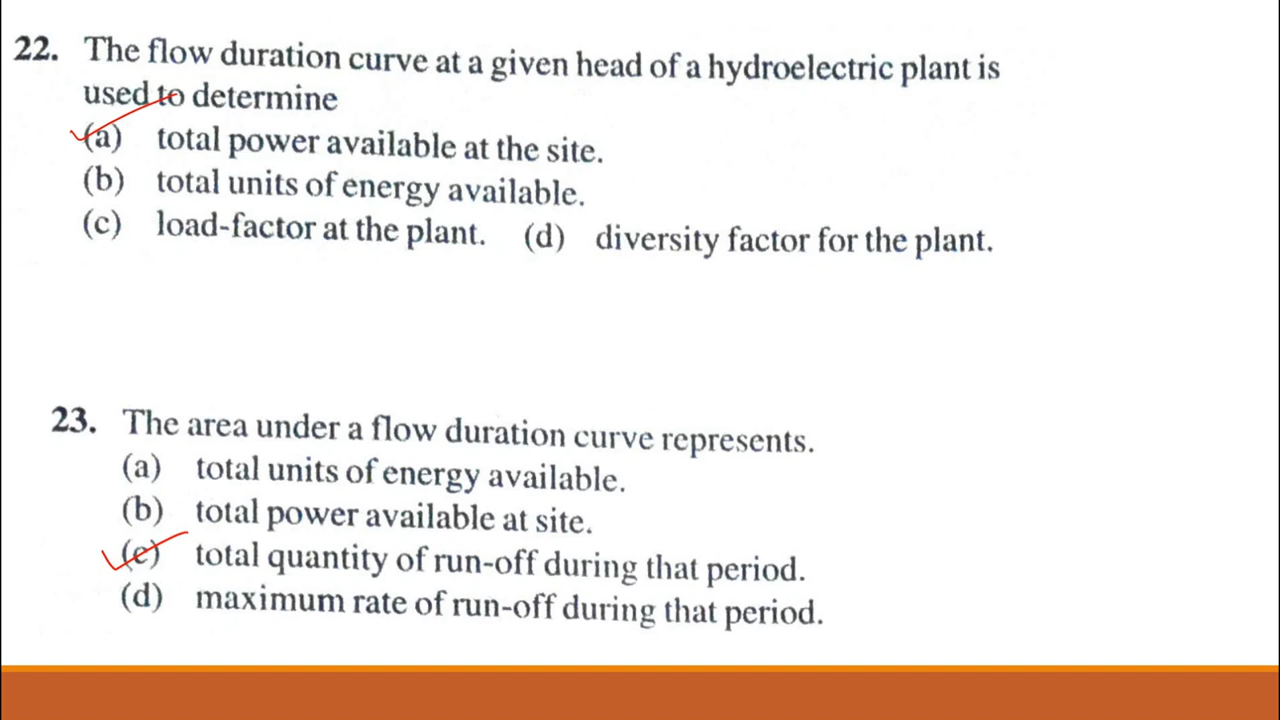 22. The flow duration curve at a given head of a hydroelectric plant is
used to determine
(a) total power available at the site.
(b) total units of energy available.
(c) load-factor at the plant. (d) diversity factor for the plant.
23. The area under a flow duration curve represents.
(a) total units of energy available.
(b) total power available at site.
(c) total quantity of run-off during that period.
(d) maximum rate of run-off during that period.